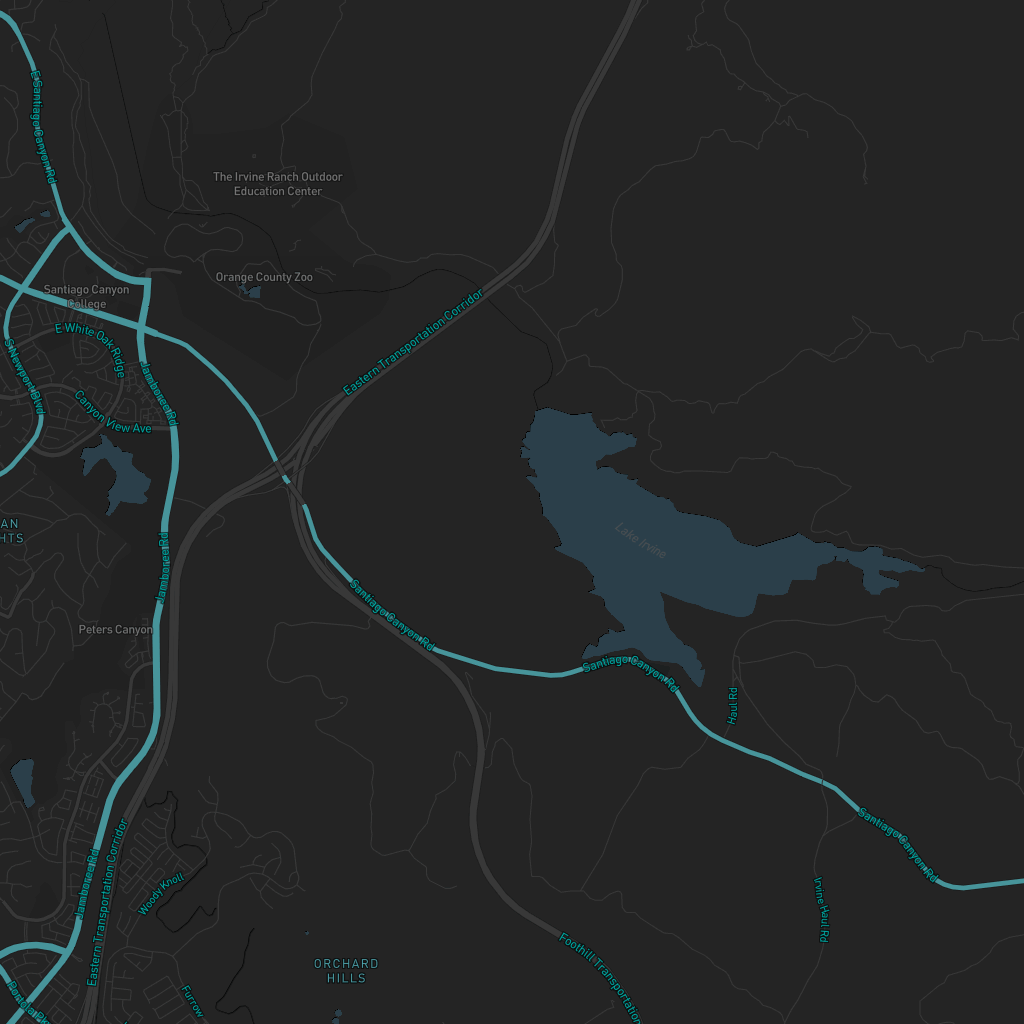 E Santiago Canyon Rd
The Irvine Ranch Outdoor
Education Center
Orange County Zoo
Santiago Canyon
College
Eastern Transportation Corridor
E White Oak Ridge
S Newport Blvd
Jamboree Rd
Canyon View Ave
AN
HTS
Lake Irvine
Jamboree Rd
Santiago Canyon Rd
Peters Canyon
Santiago Canyon Rd
Haul Rd
Santiago Canyon Rd
Jamboree Rd
Eastern Transportation Corridor
Woody Knoll
Irvine Haul Rd
Foothill Transportation
ORCHARD
HILLS
Furrow